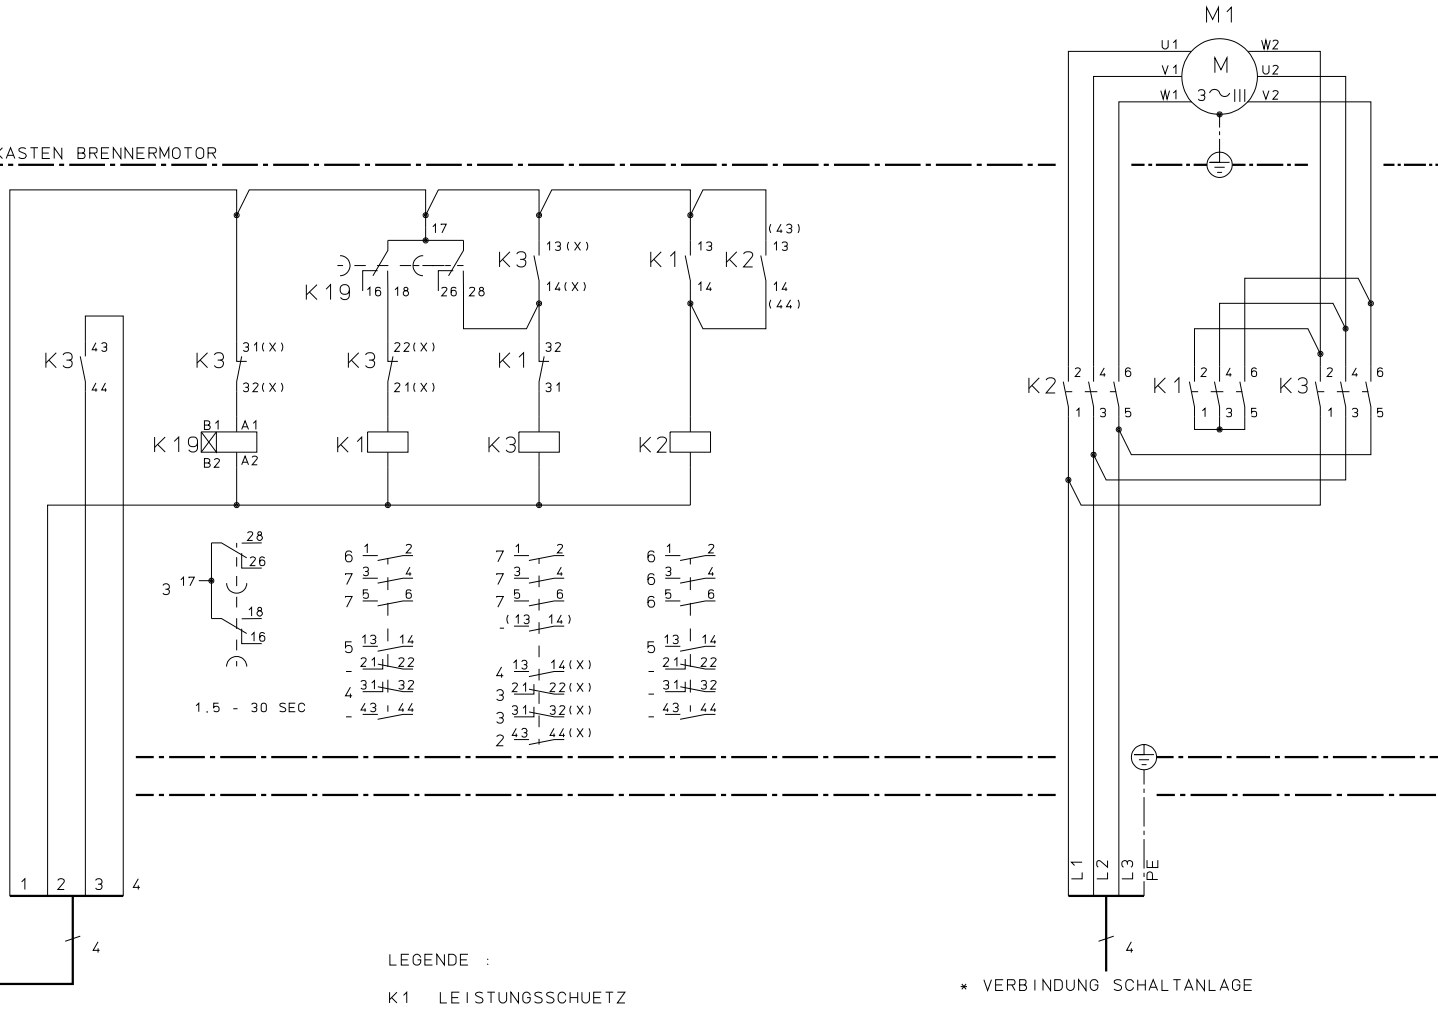 M1
U1 W2
V1 M U2
W1 3 III V2
KASTEN BRENNERMOTOR
17
(43)
K3 13(X) K1 13 K2 13
K19 16 18 26 28 14(X) 14 14
(44)
K3 43 K3 31(X) K3 22(X) K1 32
44 32(X) 21(X) 31
K2 2 4 6 K1 2 4 6 K3 2 4 6
1 3 5 1 3 5 1 3 5
B1 A1
K19 K1 K3 K2
B2 A2
28
26
3 17
18
16
1.5 - 30 SEC
6 1 2
7 3 4
7 5 6
5 13 14
- 21 22
4 31 32
- 43 44
7 1 2
7 3 4
7 5 6
- (13 14)
4 13 14(X)
3 21 22(X)
3 31 32(X)
2 43 44(X)
6 1 2
6 3 4
6 5 6
5 13 14
- 21 22
- 31 32
- 43 44
1 2 3 4
4
L1 L2 L3 PE
4
LEGENDE :
K1 LEISTUNGSSCHUETZ
* VERBINDUNG SCHALTANLAGE